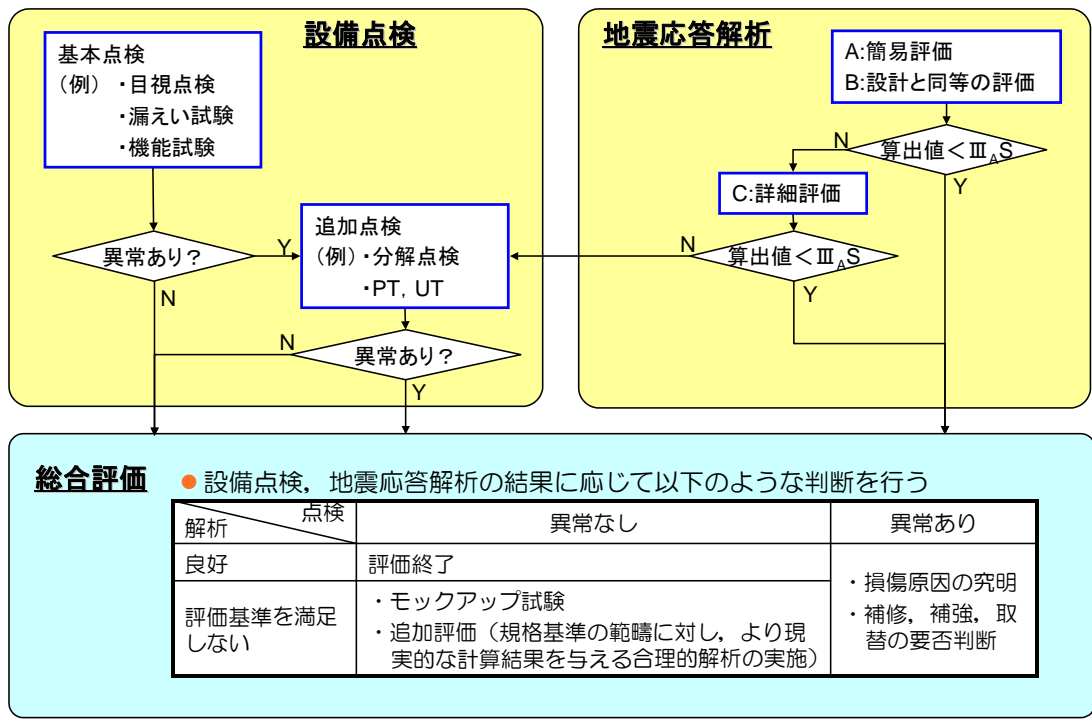 設備点検
基本点検
（例） ・目視点検
・漏えい試験
・機能試験
異常あり？
Y
N
追加点検
（例）・分解点検
・PT，UT
異常あり？
N
Y
地震応答解析
A:簡易評価
B:設計と同等の評価
算出値＜ⅢAS
N
Y
C:詳細評価
算出値＜ⅢAS
N
Y
総合評価
●設備点検，地震応答解析の結果に応じて以下のような判断を行う
点検
解析
異常なし
異常あり
良好
評価終了
評価基準を満足
しない
・モックアップ試験
・追加評価（規格基準の範疇に対し，より現
実的な計算結果を与える合理的解析の実施）
・損傷原因の究明
・補修，補強，取
替の要否判断